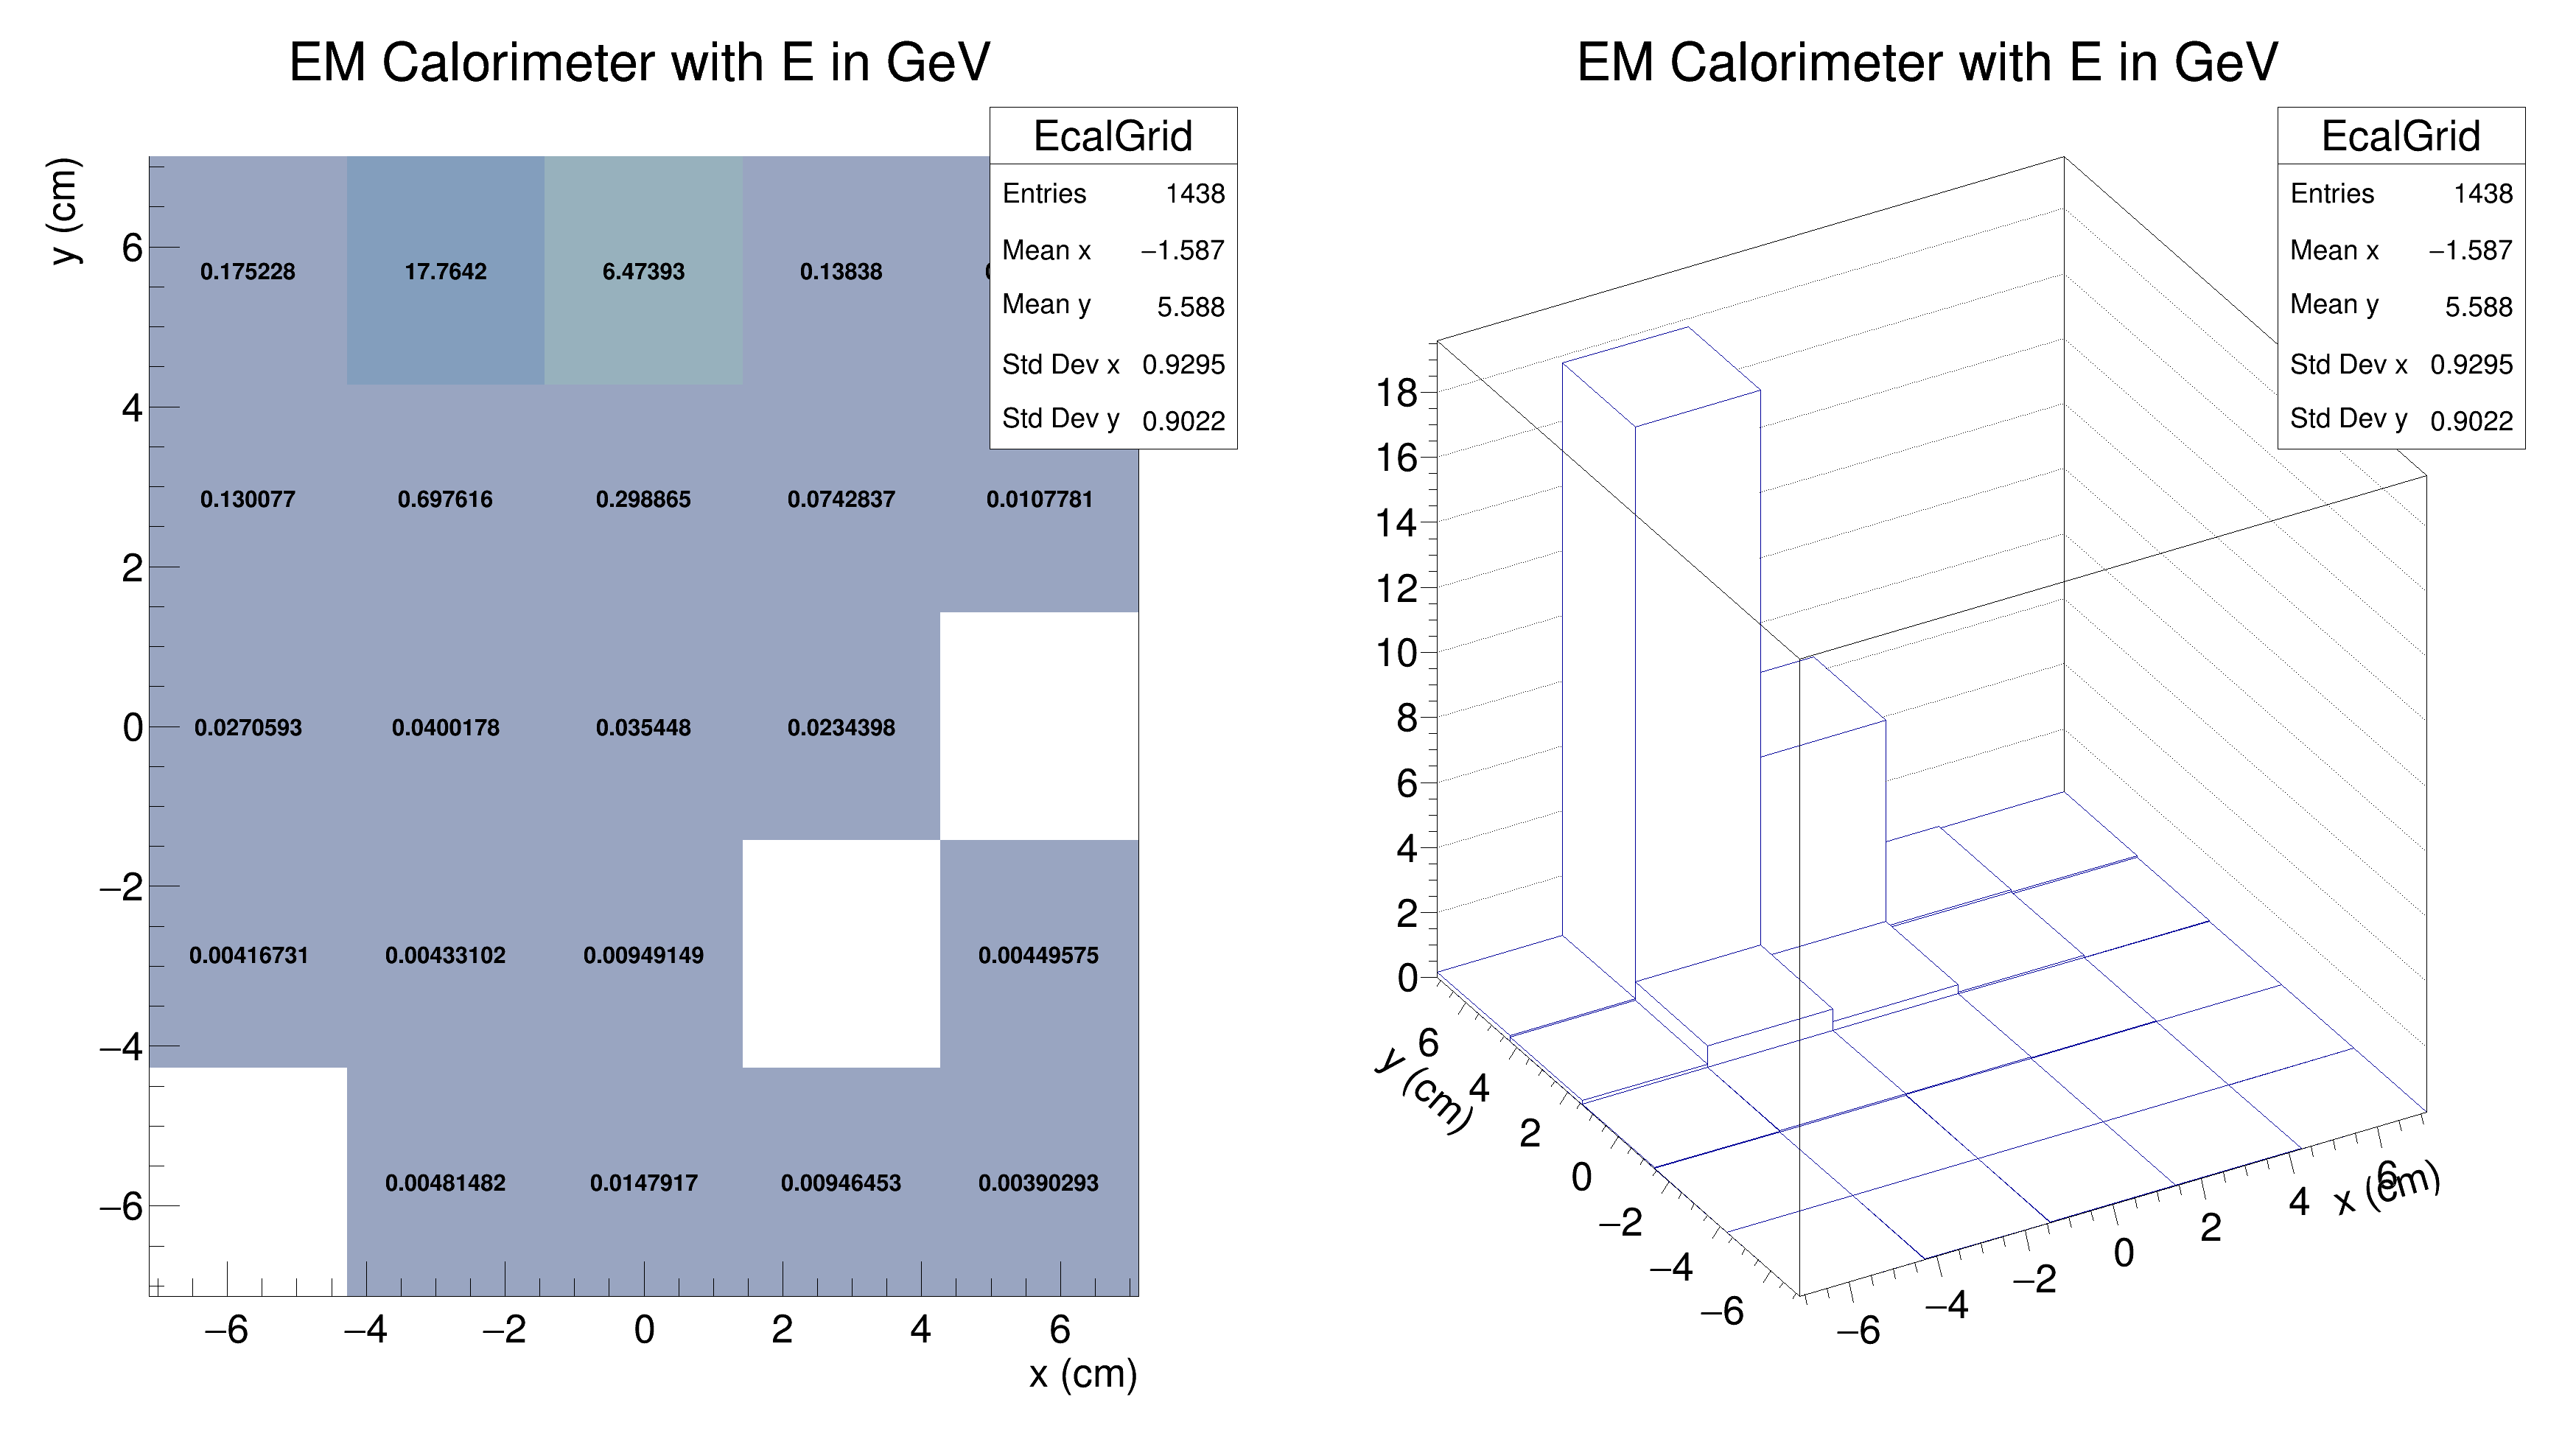 EM Calorimeter with E in GeV
EcalGrid
Entries 1438
Mean x −1.587
Mean y 5.588
Std Dev x 0.9295
Std Dev y 0.9022
y (cm)
6
4
2
0
−2
−4
−6
0.175228 17.7642 6.47393 0.13838
0.130077 0.697616 0.298865 0.0742837 0.0107781
0.0270593 0.0400178 0.035448 0.0234398
0.00416731 0.00433102 0.00949149 0.00449575
0.00481482 0.0147917 0.00946453 0.00390293
−6 −4 −2 0 2 4 6
x (cm)
EM Calorimeter with E in GeV
EcalGrid
Entries 1438
Mean x −1.587
Mean y 5.588
Std Dev x 0.9295
Std Dev y 0.9022
18
16
14
12
10
8
6
4
2
0
y (cm)
6
4
2
0
−2
−4
−6
−6 −4 −2 0 2 4 6
x (cm)